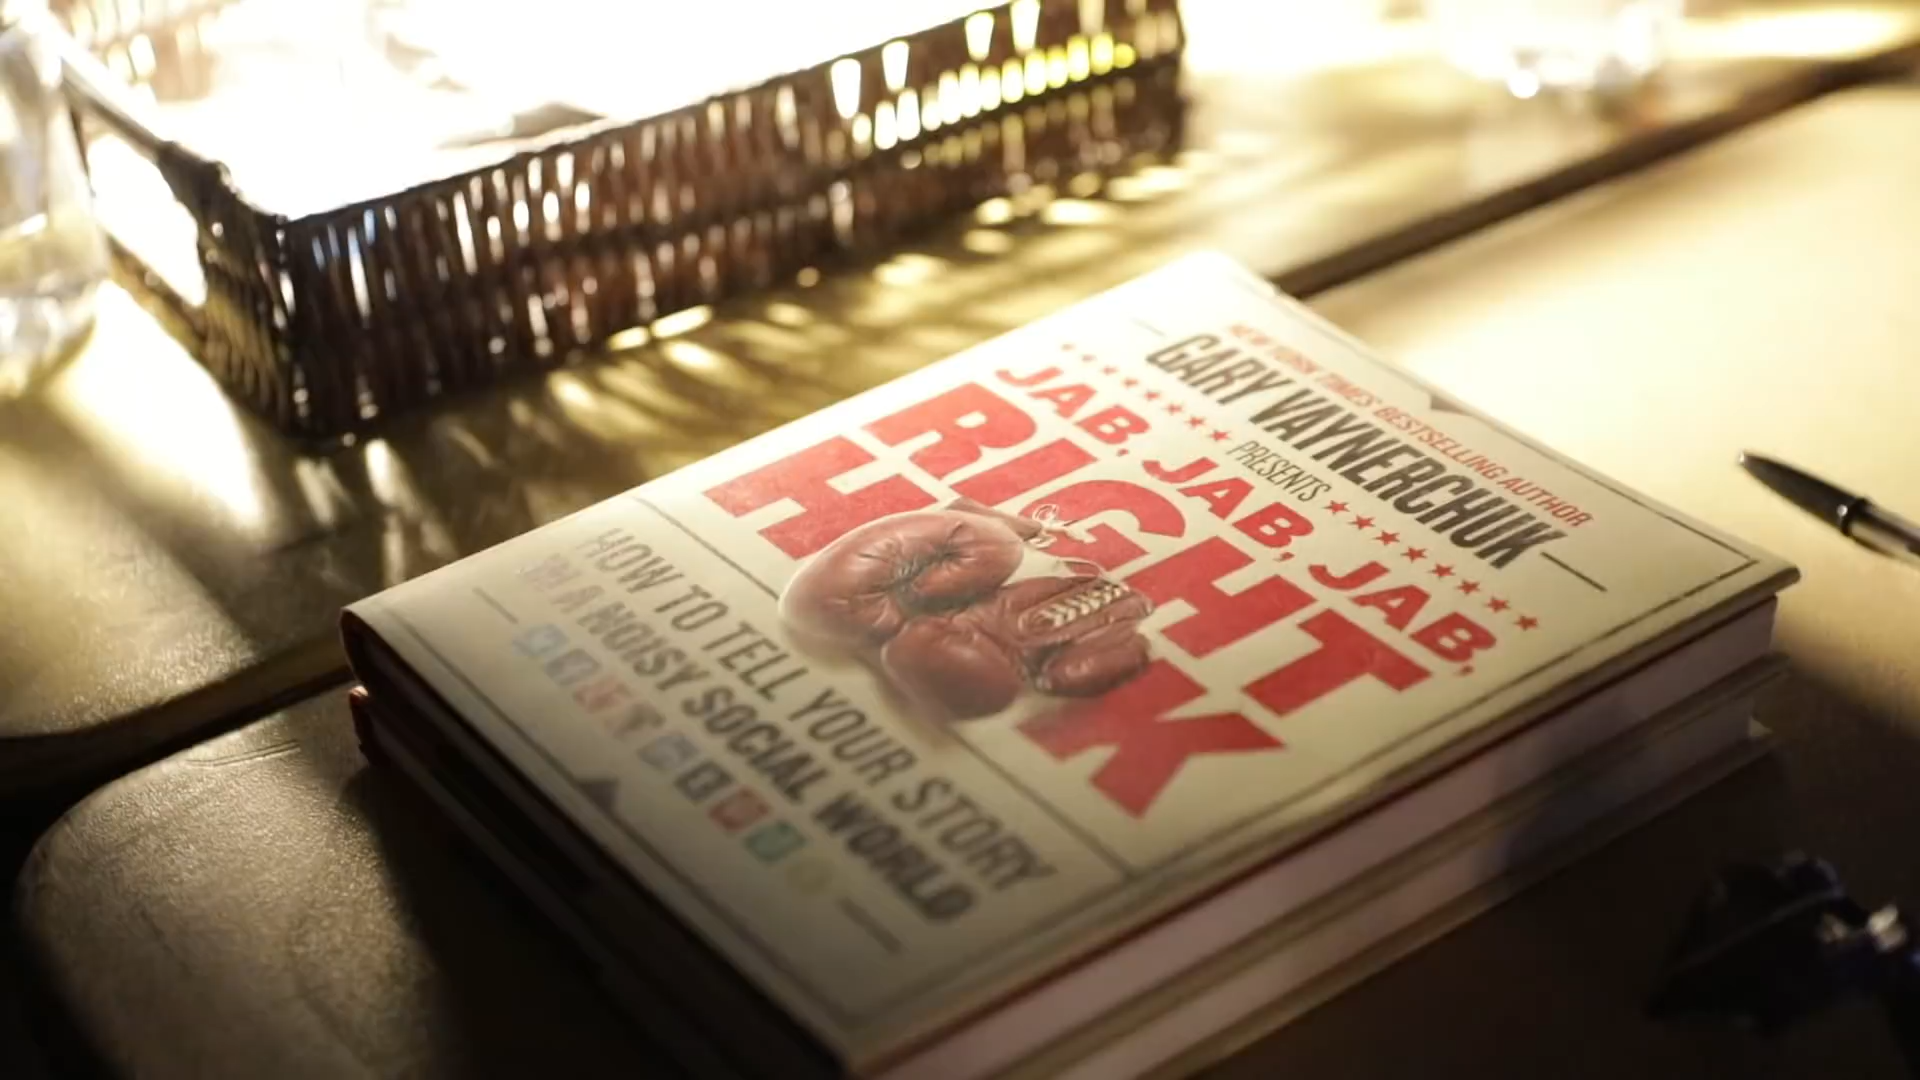 NEW YORK TIMES BESTSELLING AUTHOR
GARY VAYNERCHUK
PRESENTS
JAB, JAB, JAB,
RIGHT
H K
HOW TO TELL YOUR STORY
IN A NOISY SOCIAL WORLD